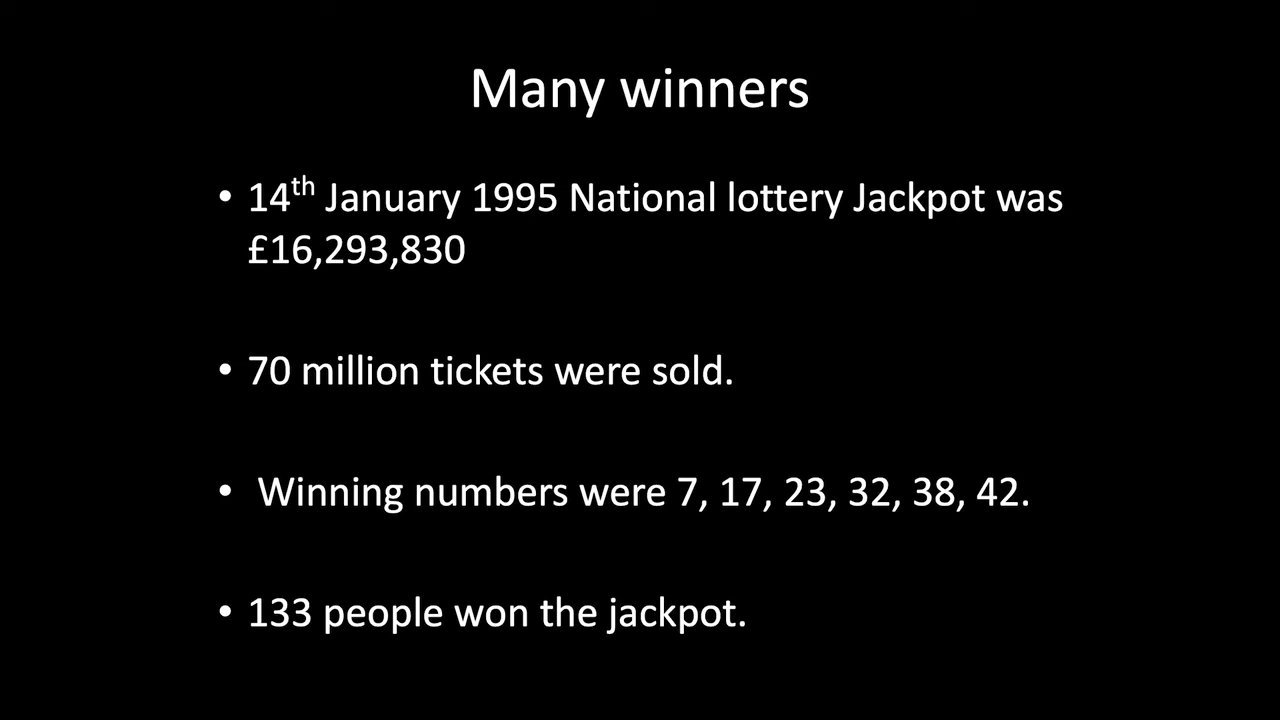 Many winners
• 14th January 1995 National lottery Jackpot was
£16,293,830
• 70 million tickets were sold.
• Winning numbers were 7, 17, 23, 32, 38, 42.
• 133 people won the jackpot.